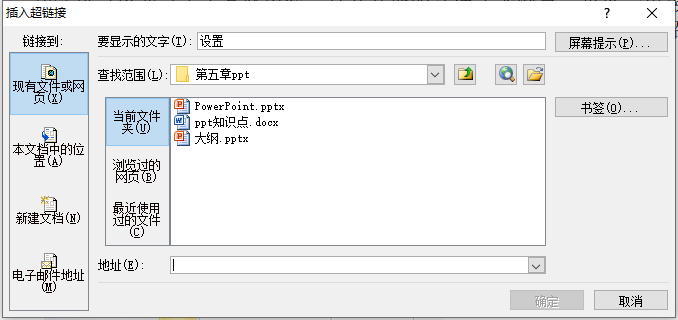 插入超链接
链接到:
要显示的文字(T): 设置
屏幕提示(P)...
现有文件或网页(X)
查找范围(L): 第五章ppt
书签(O)...
当前文件夹(U)
PowerPoint.pptx
ppt知识点.docx
大纲.pptx
本文档中的位置(A)
浏览过的网页(B)
新建文档(N)
最近使用过的文件(C)
电子邮件地址(M)
地址(E):
确定
取消